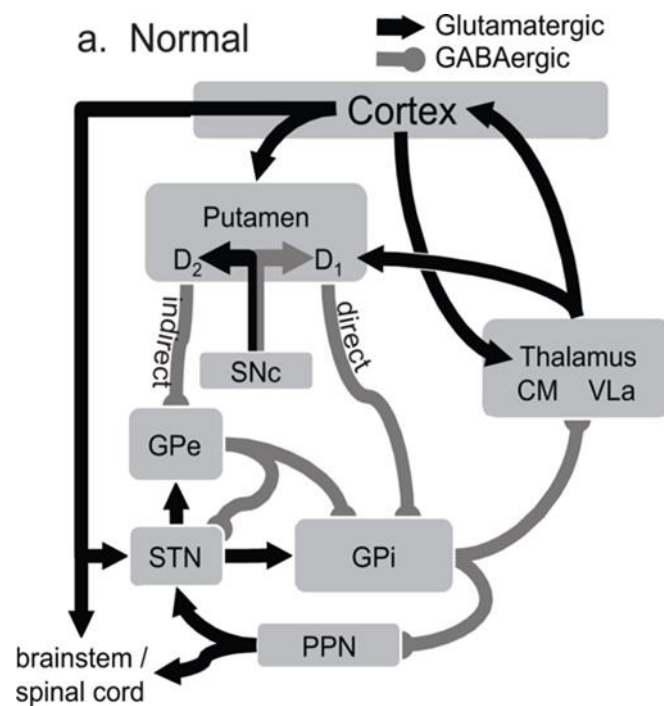 a. Normal
Glutamatergic
GABAergic
Cortex
Putamen
D₂
D₁
indirect
direct
SNc
Thalamus
CM VLa
GPe
STN
GPi
PPN
brainstem /
spinal cord